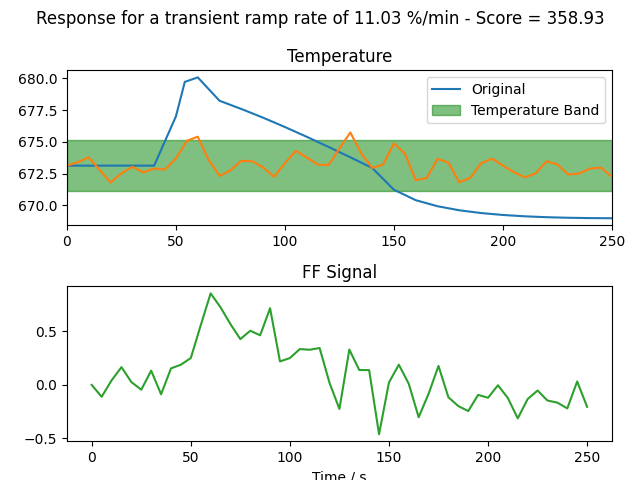 Response for a transient ramp rate of 11.03 %/min - Score = 358.93
Temperature
680.0
677.5
675.0
672.5
670.0
Original
Temperature Band
0 50 100 150 200 250
FF Signal
0.5
0.0
−0.5
0 50 100 150 200 250
Time / s